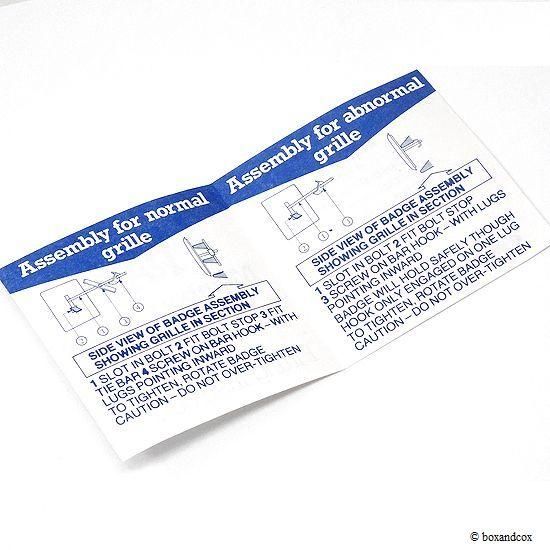 Assembly for normal
grille
SIDE VIEW OF BADGE ASSEMBLY
SHOWING GRILLE IN SECTION
1 SLOT IN BOLT 2 FIT BOLT STOP 3 FIT
TIE BAR 4 SCREW ON BAR HOOK – WITH
LUGS POINTING INWARD
TO TIGHTEN, ROTATE BADGE
CAUTION – DO NOT OVER-TIGHTEN
Assembly for abnormal
grille
SIDE VIEW OF BADGE ASSEMBLY
SHOWING GRILLE IN SECTION
1 SLOT IN BOLT 2 FIT BOLT STOP
3 SCREW ON BAR HOOK – WITH LUGS
POINTING INWARD
BADGE WILL HOLD SAFELY THOUGH
HOOK ONLY ENGAGED ON ONE LUG
TO TIGHTEN, ROTATE BADGE
CAUTION – DO NOT OVER-TIGHTEN
© boxandcox